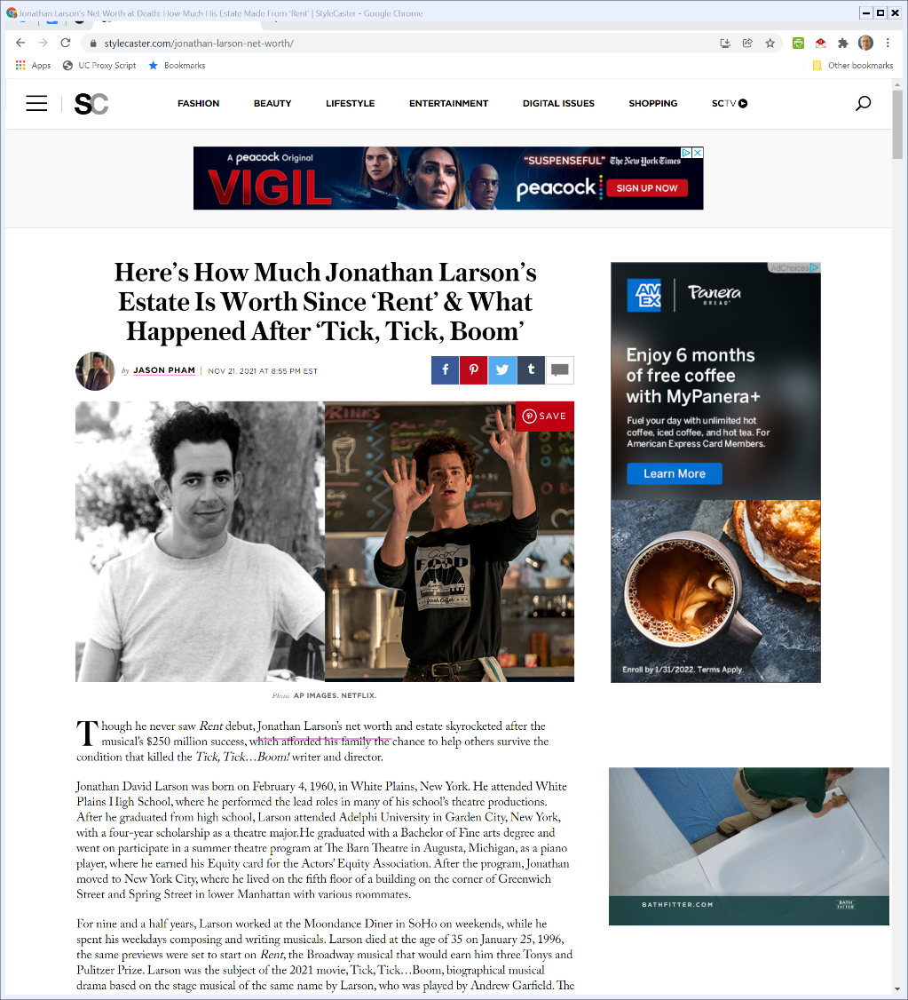 Jonathan Larson's Net Worth at Death: How Much His Estate Made From 'Rent' | StyleCaster - Google Chrome
stylecaster.com/jonathan-larson-net-worth/
Apps UC Proxy Script Bookmarks Other bookmarks
SC FASHION BEAUTY LIFESTYLE ENTERTAINMENT DIGITAL ISSUES SHOPPING SCTV
A peacock Original
VIGIL
"SUSPENSEFUL" The New York Times
peacock SIGN UP NOW
Here's How Much Jonathan Larson's
Estate Is Worth Since 'Rent' & What
Happened After 'Tick, Tick, Boom'
by JASON PHAM | NOV 21, 2021 AT 8:55 PM EST
SAVE
DRINKS
Good
FOOD
fresh Coffee
Photo: AP IMAGES. NETFLIX.
Though he never saw Rent debut, Jonathan Larson's net worth and estate skyrocketed after the
musical's $250 million success, which afforded his family the chance to help others survive the
condition that killed the Tick, Tick…Boom! writer and director.
Jonathan David Larson was born on February 4, 1960, in White Plains, New York. He attended White
Plains High School, where he performed the lead roles in many of his school's theatre productions.
After he graduated from high school, Larson attended Adelphi University in Garden City, New York,
with a four-year scholarship as a theatre major.He graduated with a Bachelor of Fine arts degree and
went on participate in a summer theatre program at The Barn Theatre in Augusta, Michigan, as a piano
player, where he earned his Equity card for the Actors' Equity Association. After the program, Jonathan
moved to New York City, where he lived on the fifth floor of a building on the corner of Greenwich
Street and Spring Street in lower Manhattan with various roommates.
For nine and a half years, Larson worked at the Moondance Diner in SoHo on weekends, while he
spent his weekdays composing and writing musicals. Larson died at the age of 35 on January 25, 1996,
the same previews were set to start on Rent, the Broadway musical that would earn him three Tonys and
Pulitzer Prize. Larson was the subject of the 2021 movie, Tick, Tick…Boom, biographical musical
drama based on the stage musical of the same name by Larson, who was played by Andrew Garfield. The
AdChoices
AMEX | Panera
BREAD
Enjoy 6 months
of free coffee
with MyPanera+
Fuel your day with unlimited hot
coffee, iced coffee, and hot tea. For
American Express Card Members.
Learn More
Enroll by 1/31/2022. Terms Apply.
BATHFITTER.COM
BATH
FITTER